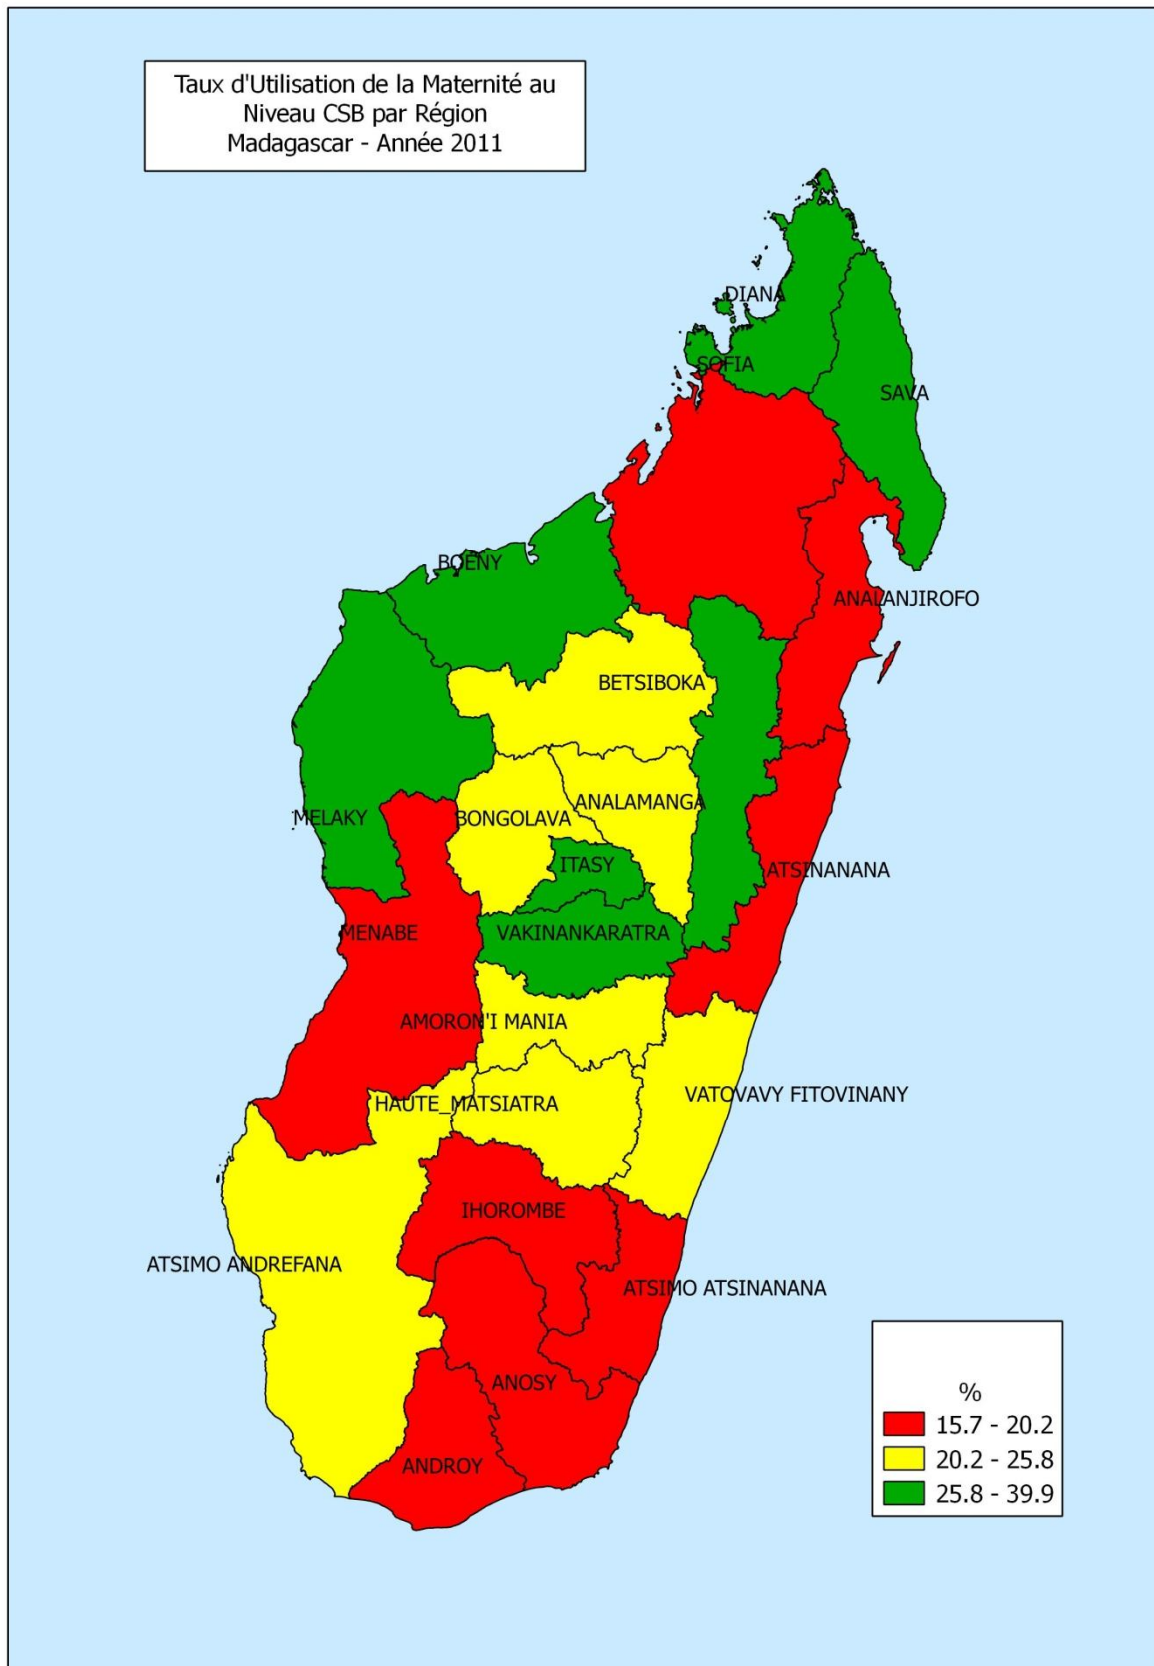 Taux d'Utilisation de la Maternité au
Niveau CSB par Région
Madagascar - Année 2011
DIANA
SOFIA
SAVA
BOENY
ANALANJIROFO
BETSIBOKA
ANALAMANGA
MELAKY
BONGOLAVA
ITASY
ATSINANANA
MENABE
VAKINANKARATRA
AMORON'I MANIA
VATOVAVY FITOVINANY
HAUTE_MATSIATRA
IHOROMBE
ATSIMO ANDREFANA
ATSIMO ATSINANANA
ANOSY
ANDROY
%
15.7 - 20.2
20.2 - 25.8
25.8 - 39.9